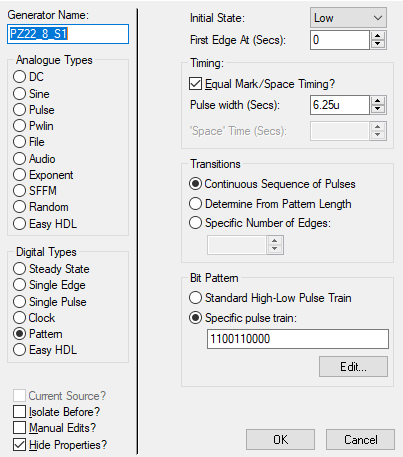 Generator Name:
PZ22_8_S1
Analogue Types
DC
Sine
Pulse
Pwlin
File
Audio
Exponent
SFFM
Random
Easy HDL
Digital Types
Steady State
Single Edge
Single Pulse
Clock
Pattern
Easy HDL
Current Source?
Isolate Before?
Manual Edits?
Hide Properties?
Initial State: Low
First Edge At (Secs): 0
Timing:
Equal Mark/Space Timing?
Pulse width (Secs): 6.25u
'Space' Time (Secs):
Transitions
Continuous Sequence of Pulses
Determine From Pattern Length
Specific Number of Edges:
Bit Pattern
Standard High-Low Pulse Train
Specific pulse train:
1100110000
Edit...
OK Cancel